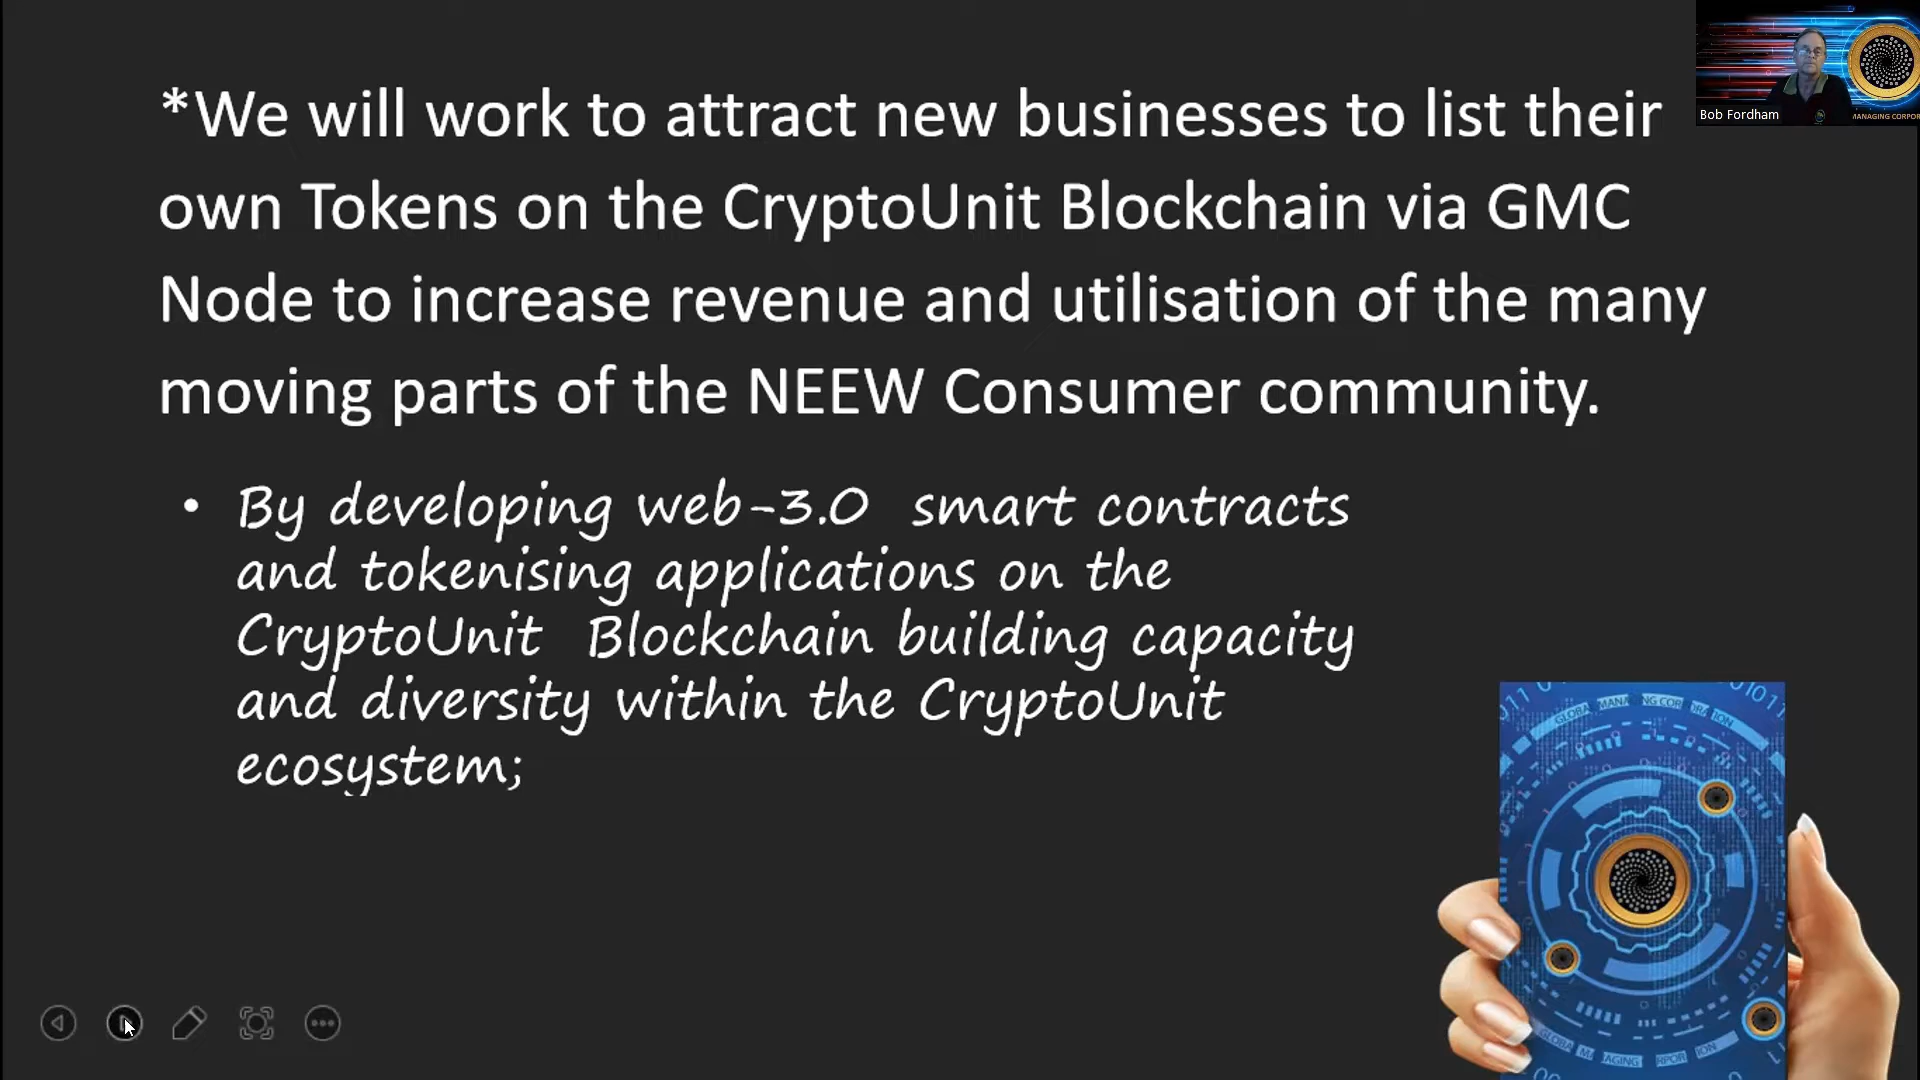 *We will work to attract new businesses to list their
own Tokens on the CryptoUnit Blockchain via GMC
Node to increase revenue and utilisation of the many
moving parts of the NEEW Consumer community.
• By developing web-3.0 smart contracts
and tokenising applications on the
CryptoUnit Blockchain building capacity
and diversity within the CryptoUnit
ecosystem;
Bob Fordham
MANAGING CORPOR